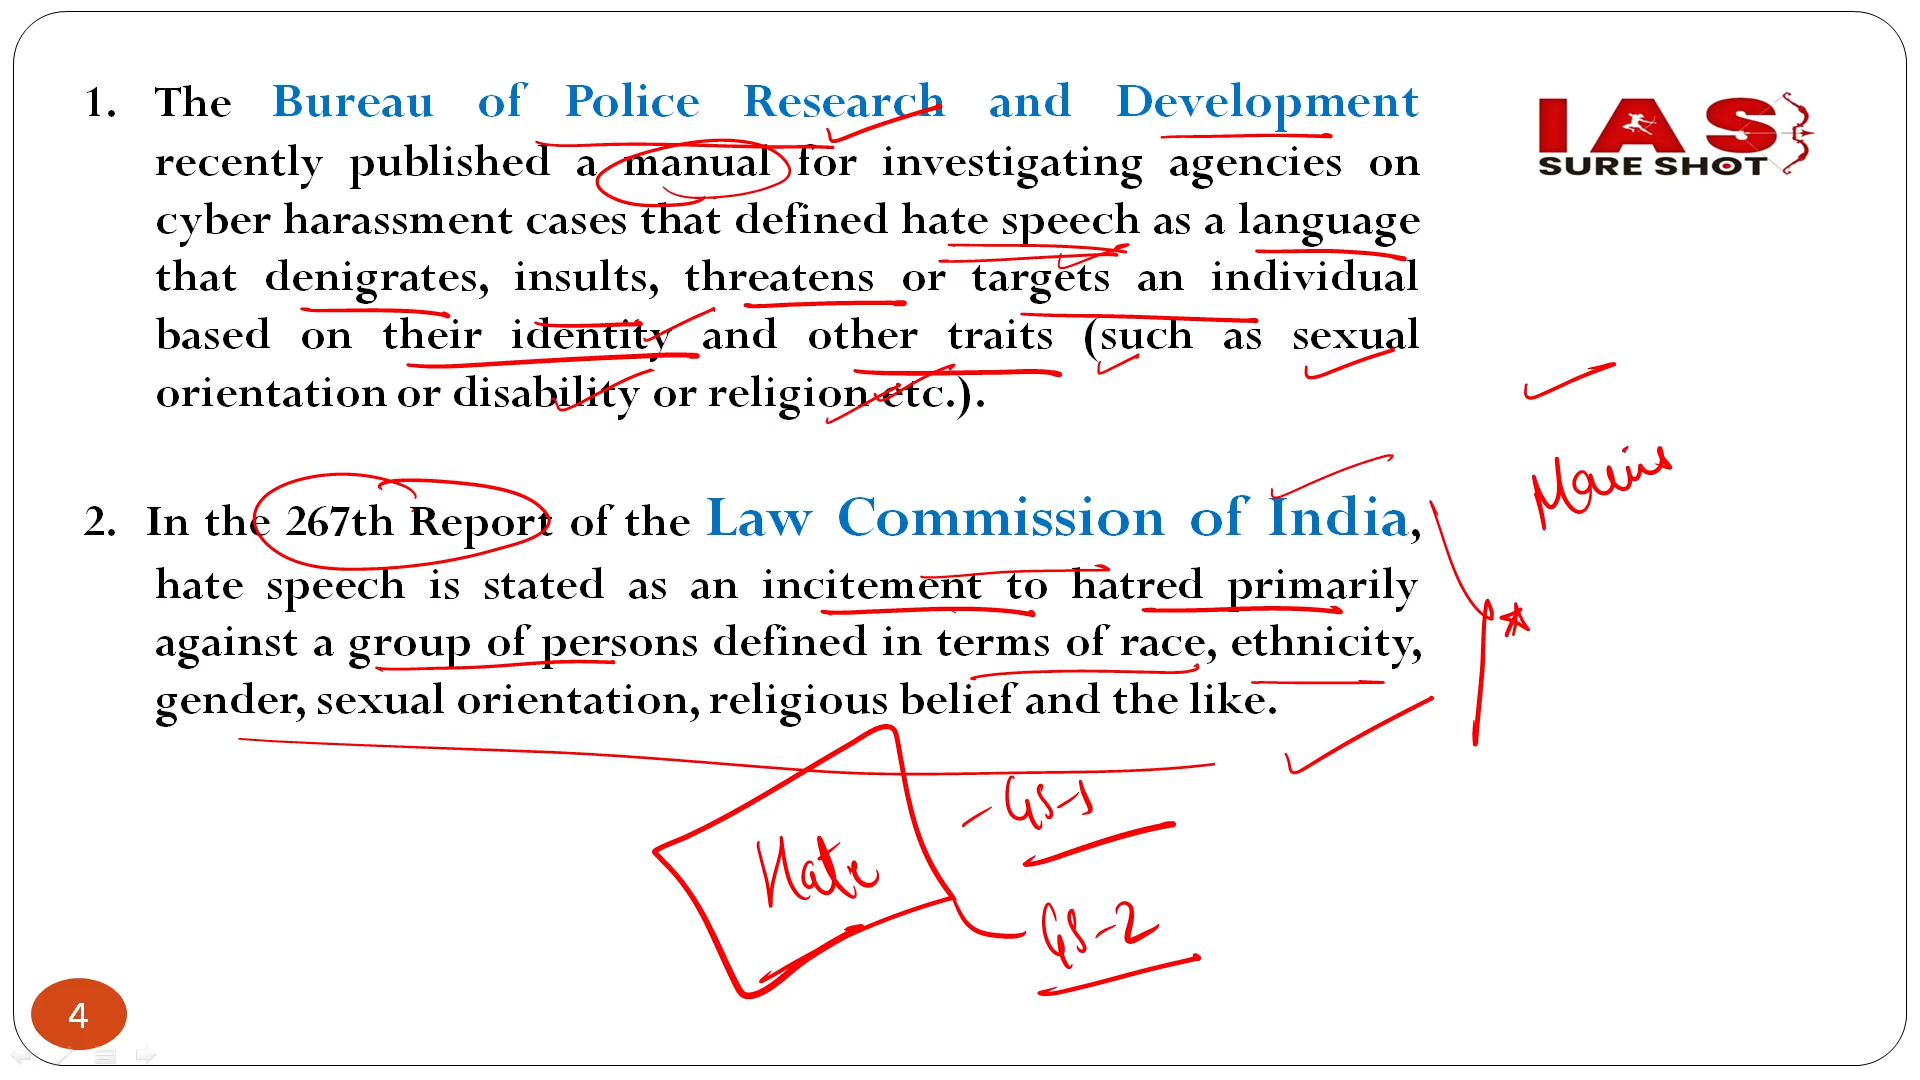 1. The Bureau of Police Research and Development
recently published a manual for investigating agencies on
cyber harassment cases that defined hate speech as a language
that denigrates, insults, threatens or targets an individual
based on their identity and other traits (such as sexual
orientation or disability or religion etc.).
IAS
SURE SHOT
Mains
2. In the 267th Report of the Law Commission of India,
hate speech is stated as an incitement to hatred primarily
against a group of persons defined in terms of race, ethnicity,
gender, sexual orientation, religious belief and the like.
Hate
- GS-1
GS-2
4